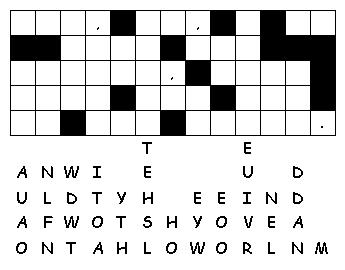 T E
A N W I E U D
U L D T Y H E E I N D
A F W O T S H Y O V E A
O N T A H L O W O R L N M